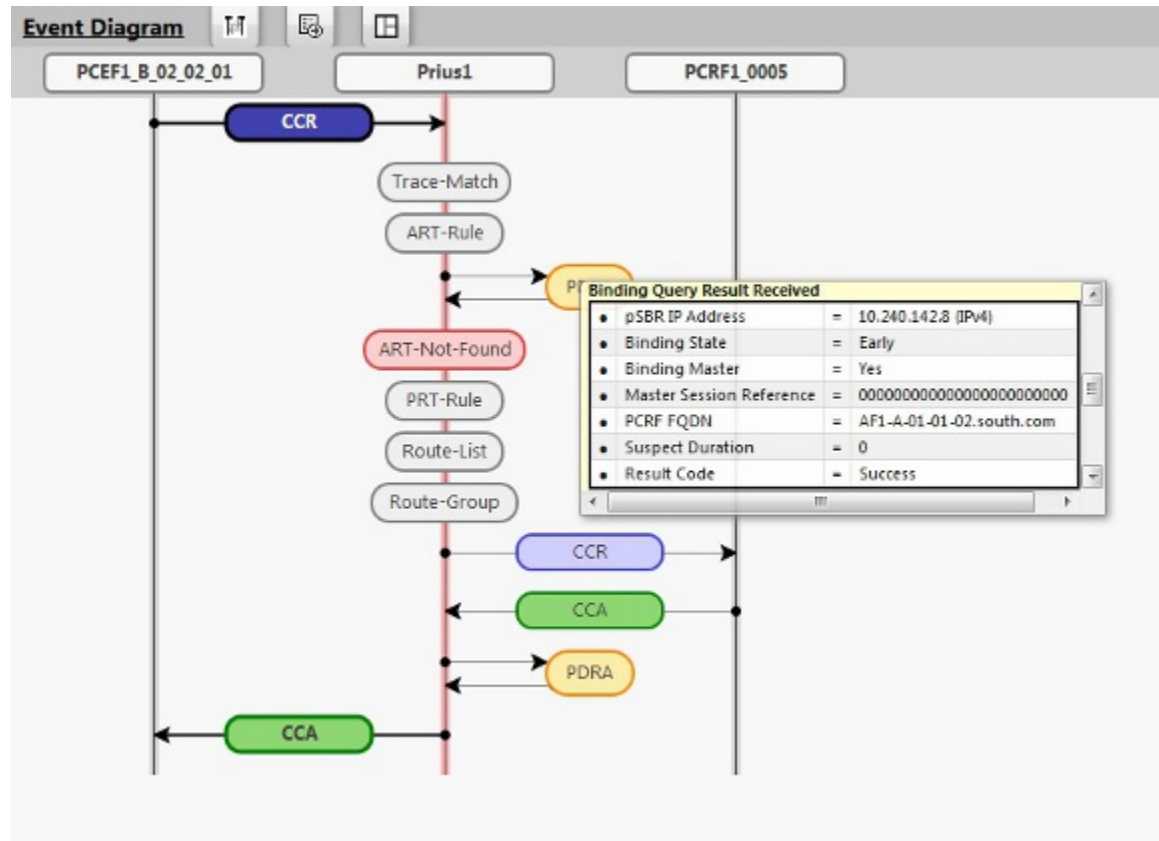 Event Diagram
PCEF1_B_02_02_01 Prius1 PCRF1_0005
CCR
Trace-Match
ART-Rule
Binding Query Result Received
• pSBR IP Address = 10.240.142.8 (IPv4)
• Binding State = Early
• Binding Master = Yes
• Master Session Reference = 000000000000000000000000
• PCRF FQDN = AF1-A-01-01-02.south.com
• Suspect Duration = 0
• Result Code = Success
ART-Not-Found
PRT-Rule
Route-List
Route-Group
CCR
CCA
PDRA
CCA